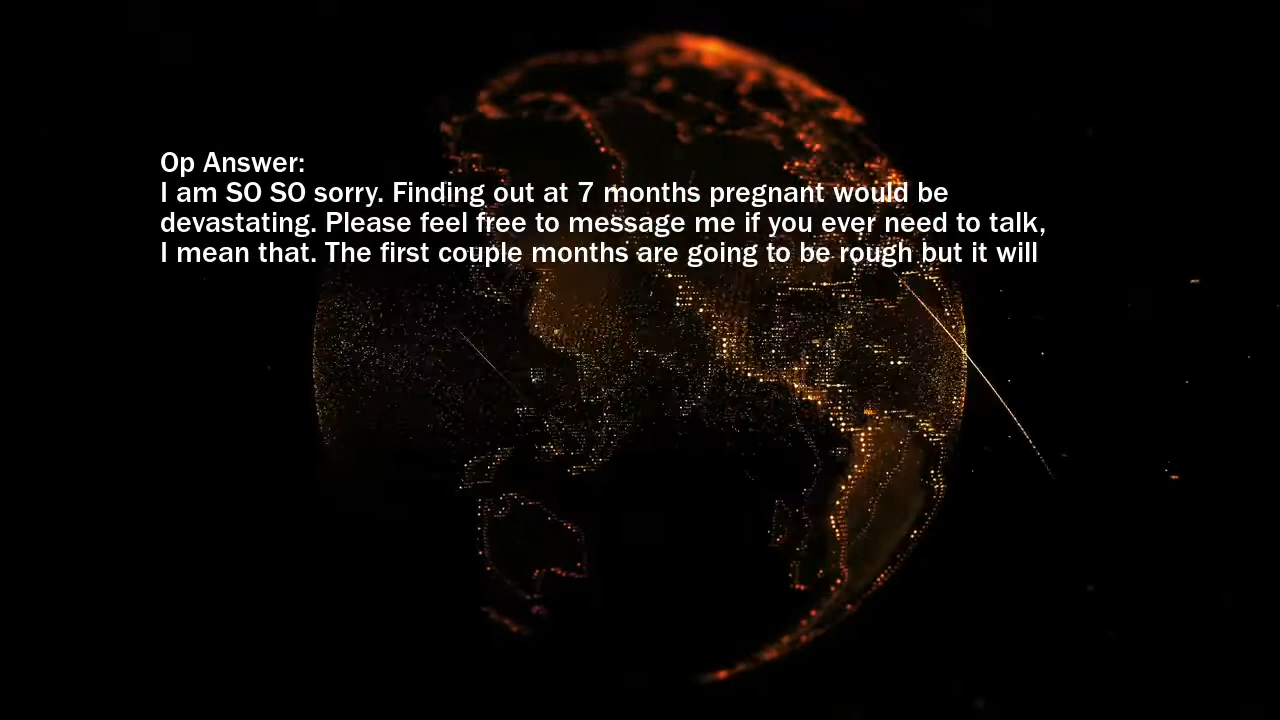 Op Answer:
I am SO SO sorry. Finding out at 7 months pregnant would be
devastating. Please feel free to message me if you ever need to talk,
I mean that. The first couple months are going to be rough but it will